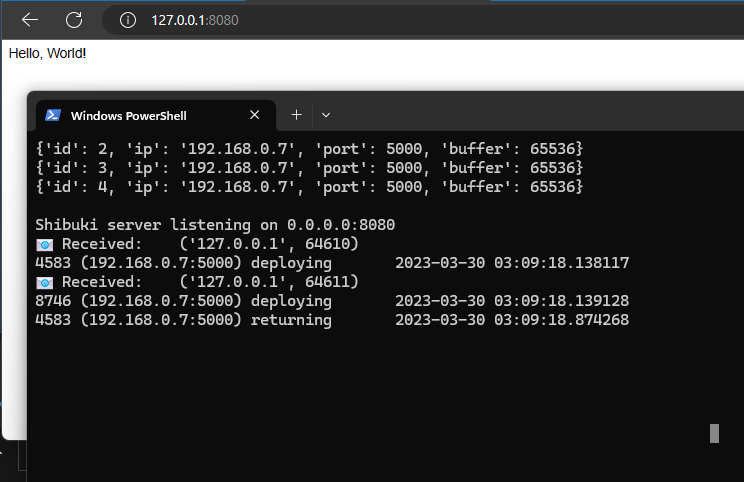 127.0.0.1:8080
Hello, World!
Windows PowerShell
{'id': 2, 'ip': '192.168.0.7', 'port': 5000, 'buffer': 65536}
{'id': 3, 'ip': '192.168.0.7', 'port': 5000, 'buffer': 65536}
{'id': 4, 'ip': '192.168.0.7', 'port': 5000, 'buffer': 65536}
Shibuki server listening on 0.0.0.0:8080
📧 Received: ('127.0.0.1', 64610)
4583 (192.168.0.7:5000) deploying 2023-03-30 03:09:18.138117
📧 Received: ('127.0.0.1', 64611)
8746 (192.168.0.7:5000) deploying 2023-03-30 03:09:18.139128
4583 (192.168.0.7:5000) returning 2023-03-30 03:09:18.874268